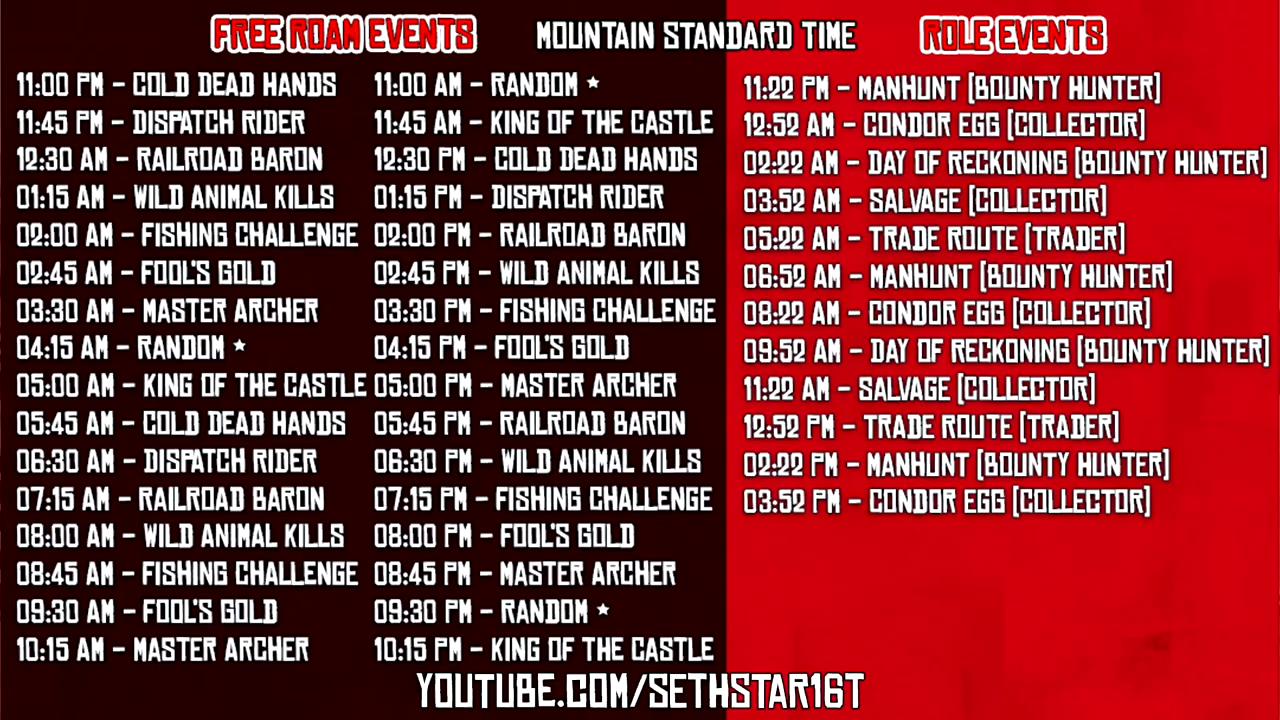 FREE ROAM EVENTS
MOUNTAIN STANDARD TIME
ROLE EVENTS
11:00 PM – COLD DEAD HANDS
11:45 PM – DISPATCH RIDER
12:30 AM – RAILROAD BARON
01:15 AM – WILD ANIMAL KILLS
02:00 AM – FISHING CHALLENGE
02:45 AM – FOOL'S GOLD
03:30 AM – MASTER ARCHER
04:15 AM – RANDOM ★
05:00 AM – KING OF THE CASTLE
05:45 AM – COLD DEAD HANDS
06:30 AM – DISPATCH RIDER
07:15 AM – RAILROAD BARON
08:00 AM – WILD ANIMAL KILLS
08:45 AM – FISHING CHALLENGE
09:30 AM – FOOL'S GOLD
10:15 AM – MASTER ARCHER
11:00 AM – RANDOM ★
11:45 AM – KING OF THE CASTLE
12:30 PM – COLD DEAD HANDS
01:15 PM – DISPATCH RIDER
02:00 PM – RAILROAD BARON
02:45 PM – WILD ANIMAL KILLS
03:30 PM – FISHING CHALLENGE
04:15 PM – FOOL'S GOLD
05:00 PM – MASTER ARCHER
05:45 PM – RAILROAD BARON
06:30 PM – WILD ANIMAL KILLS
07:15 PM – FISHING CHALLENGE
08:00 PM – FOOL'S GOLD
08:45 PM – MASTER ARCHER
09:30 PM – RANDOM ★
10:15 PM – KING OF THE CASTLE
11:22 PM – MANHUNT [BOUNTY HUNTER]
12:52 AM – CONDOR EGG [COLLECTOR]
02:22 AM – DAY OF RECKONING [BOUNTY HUNTER]
03:52 AM – SALVAGE [COLLECTOR]
05:22 AM – TRADE ROUTE [TRADER]
06:52 AM – MANHUNT [BOUNTY HUNTER]
08:22 AM – CONDOR EGG [COLLECTOR]
09:52 AM – DAY OF RECKONING [BOUNTY HUNTER]
11:22 AM – SALVAGE [COLLECTOR]
12:52 PM – TRADE ROUTE [TRADER]
02:22 PM – MANHUNT [BOUNTY HUNTER]
03:52 PM – CONDOR EGG [COLLECTOR]
YOUTUBE.COM/SETHSTAR16T